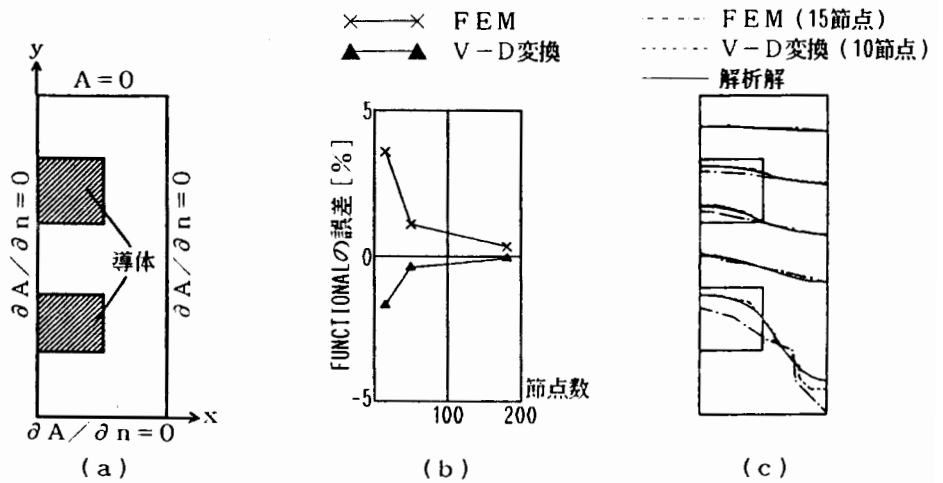 y
A=0
∂A/∂n=0
導体
∂A/∂n=0
x
∂A/∂n=0
(a)
FEM
V-D変換
5
FUNCTIONALの誤差[%]
0
-5
節点数
100
200
(b)
FEM(15節点)
V-D変換(10節点)
解析解
(c)